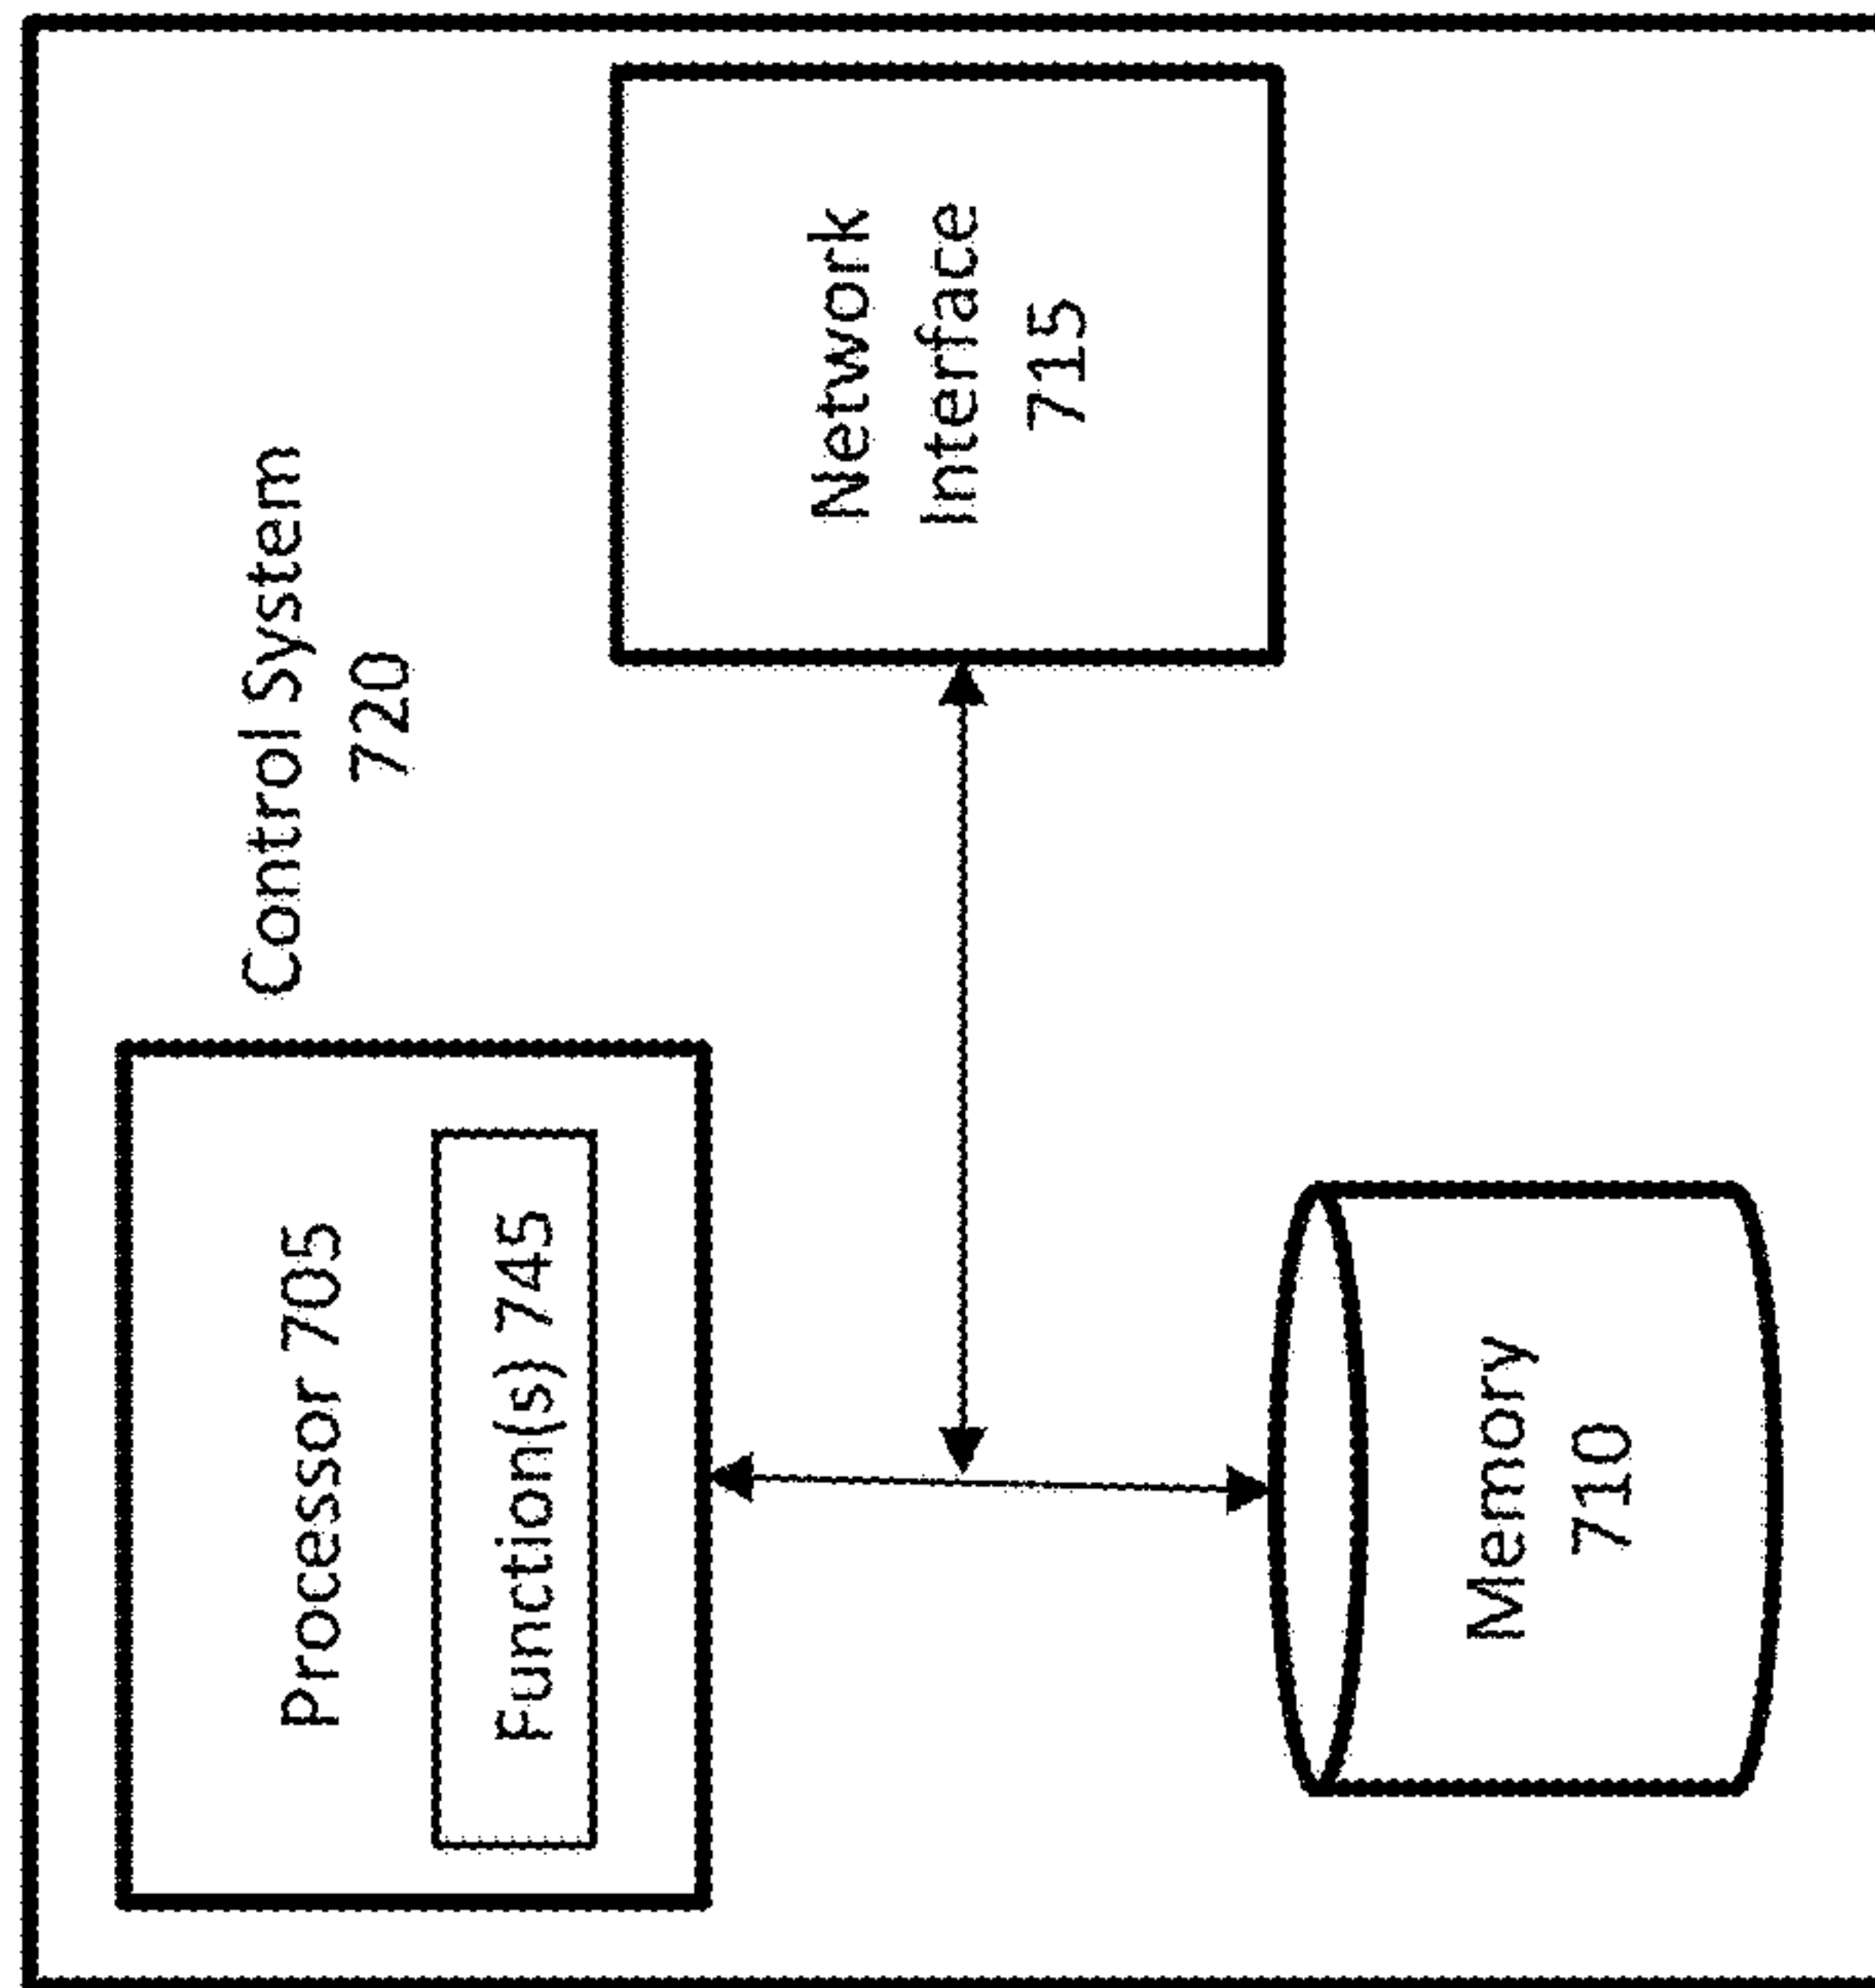 Control System
720
Processor 705
Function(s) 745
Network
Interface
715
Memory
710